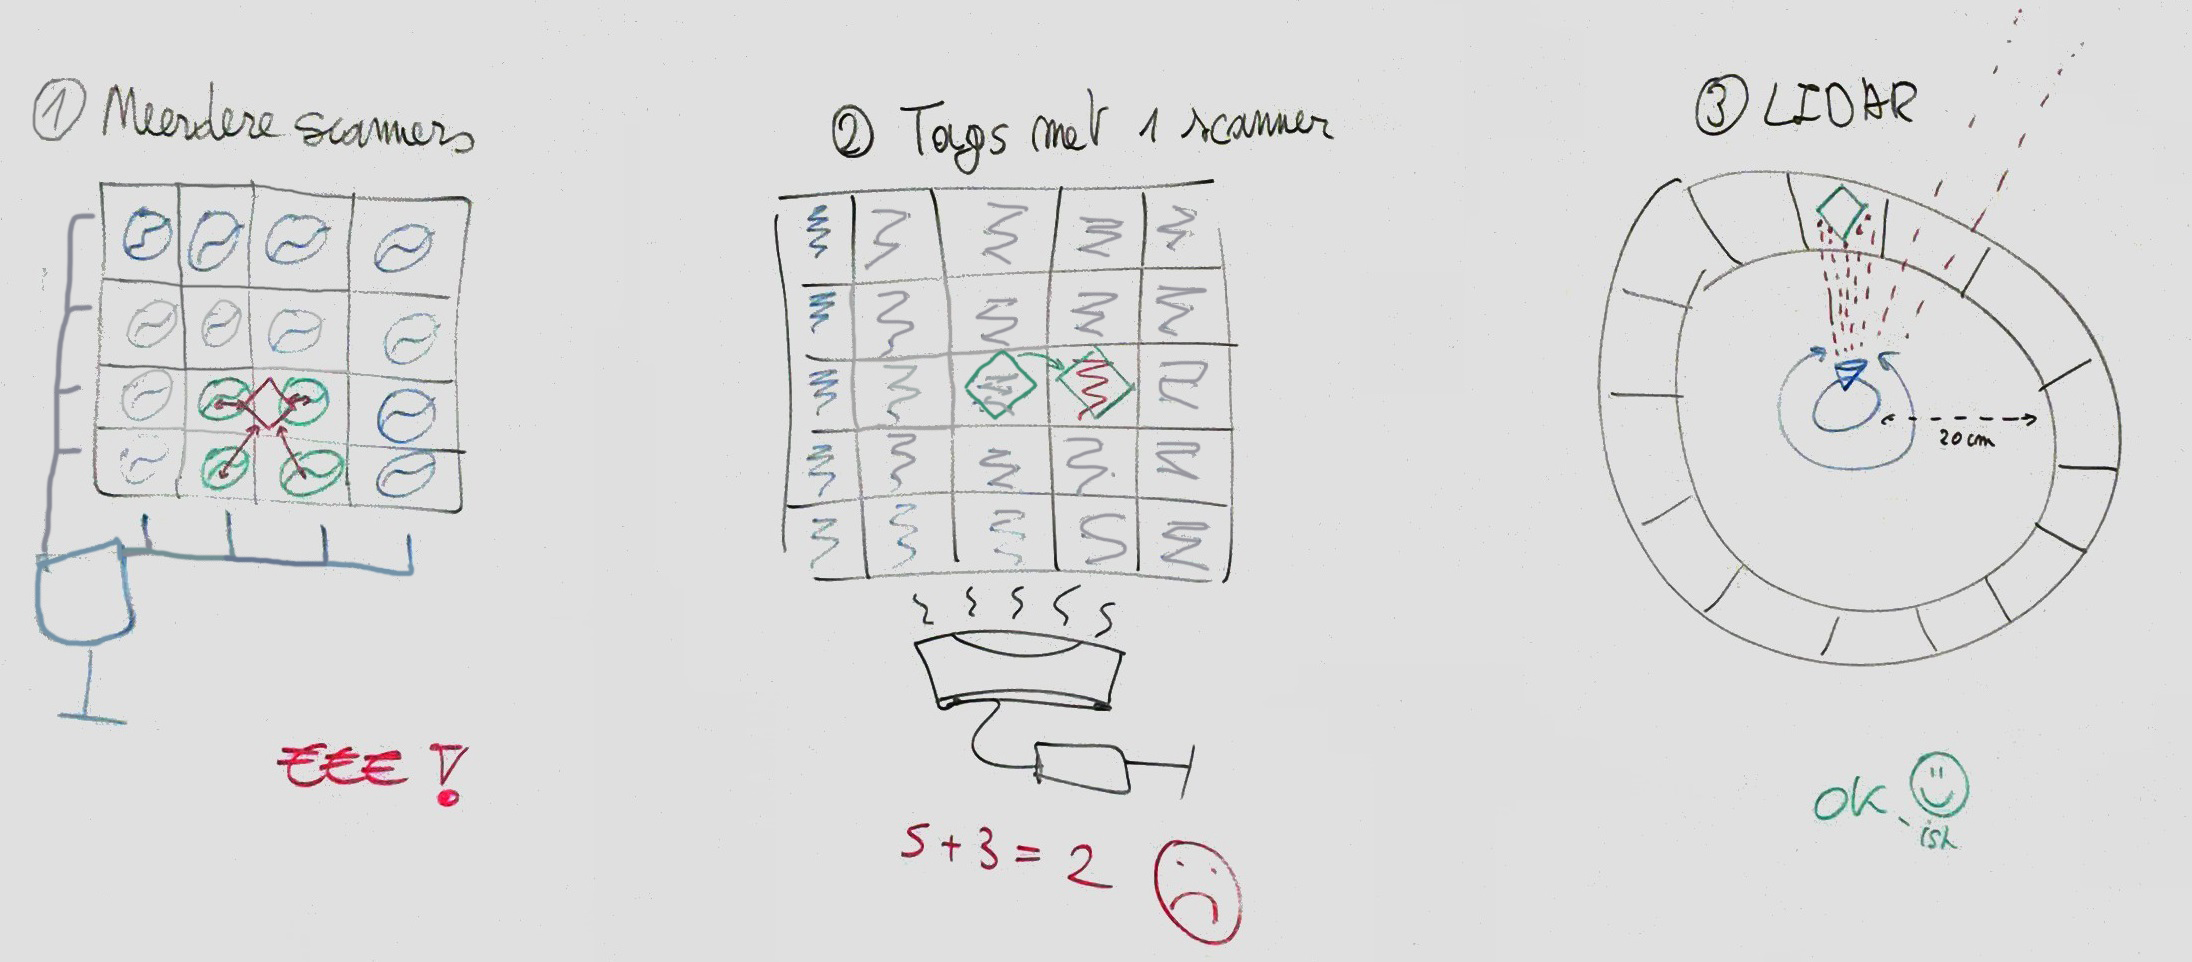 ① Meerdere scanners
② Tags met 1 scanner
③ LIDAR
20 cm
€€€ !
5 + 3 = 2
ok
ish